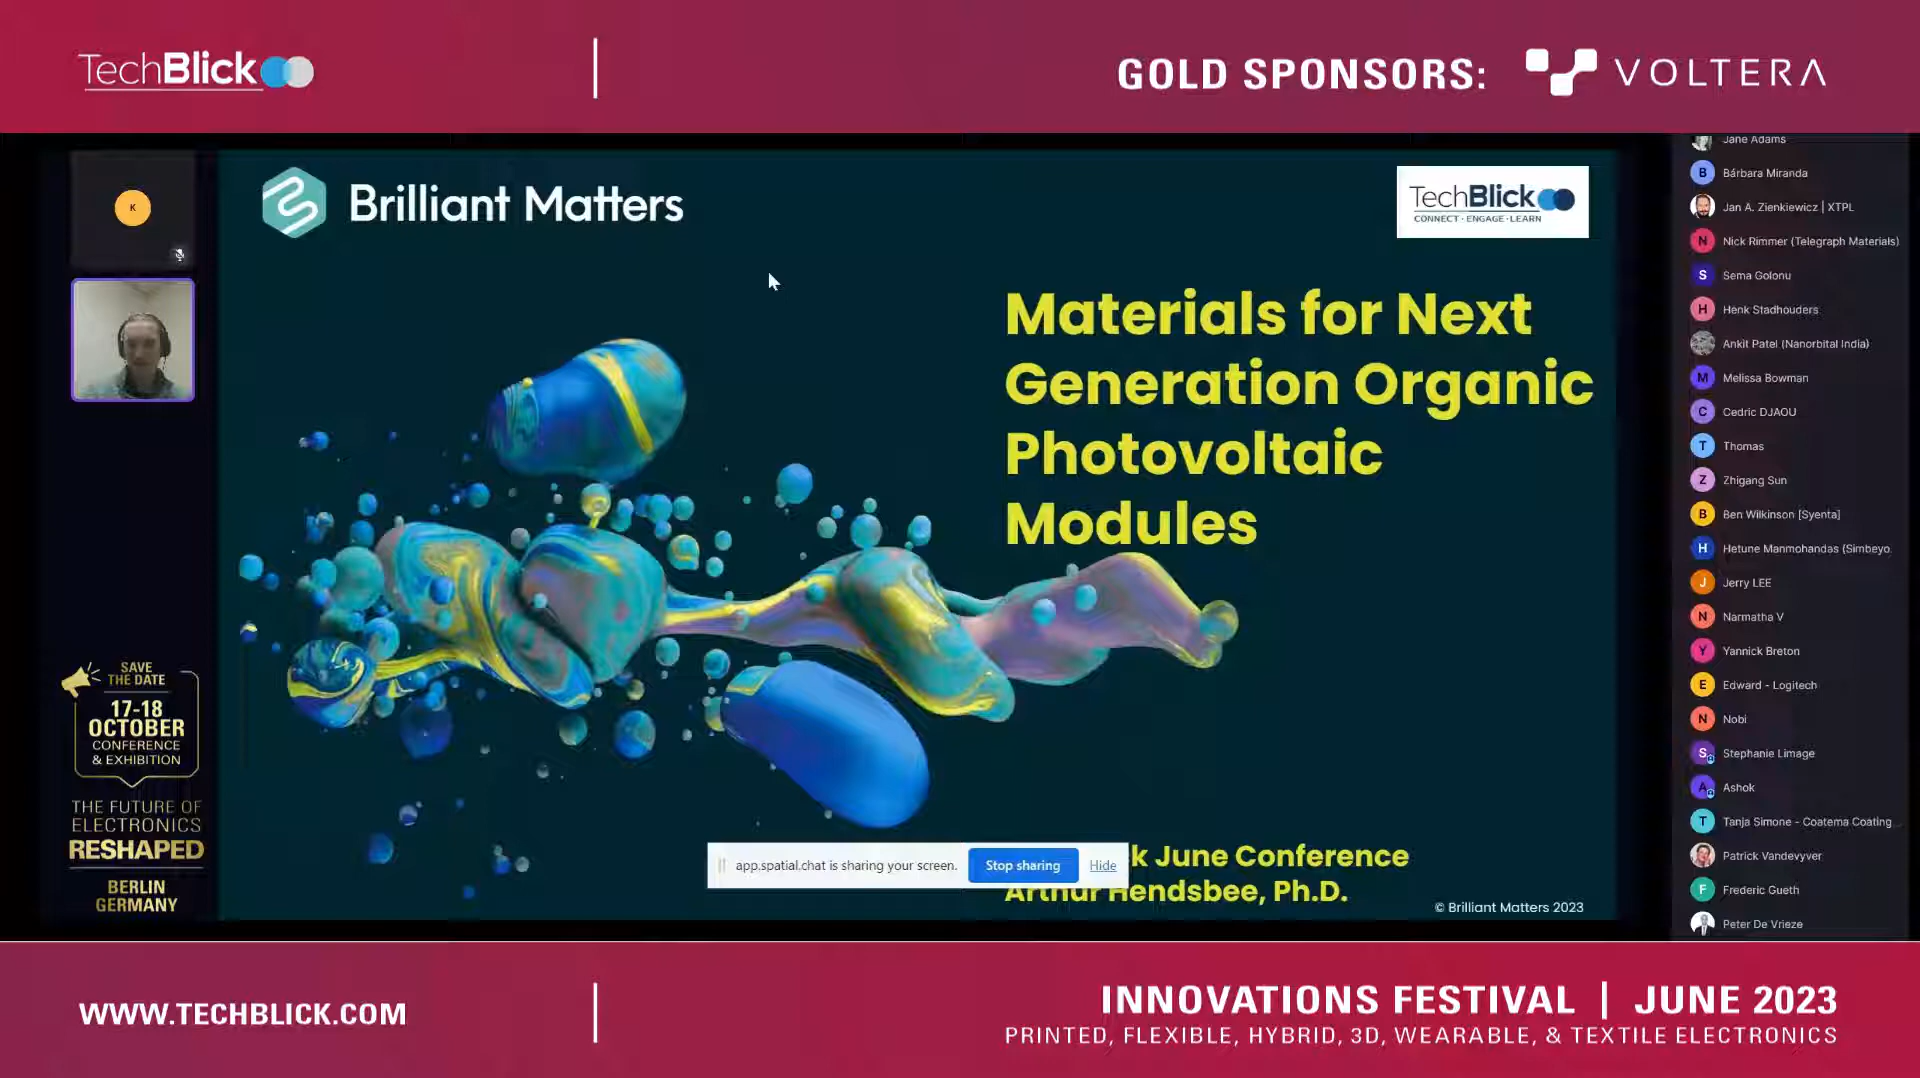 TechBlick
GOLD SPONSORS:
VOLTERA
K
Brilliant Matters
TechBlick
CONNECT · ENGAGE · LEARN
Materials for Next
Generation Organic
Photovoltaic
Modules
k June Conference
Arthur Hendsbee, Ph.D.
© Brilliant Matters 2023
app.spatial.chat is sharing your screen.
Stop sharing
Hide
SAVE
THE DATE
17-18
OCTOBER
CONFERENCE
& EXHIBITION
THE FUTURE OF
ELECTRONICS
RESHAPED
BERLIN
GERMANY
Jane Adams
B Bárbara Miranda
Jan A. Zienkiewicz | XTPL
N Nick Rimmer (Telegraph Materials)
S Sema Golonu
H Henk Stadhouders
Ankit Patel (Nanorbital India)
M Melissa Bowman
C Cedric DJAOU
T Thomas
Z Zhigang Sun
B Ben Wilkinson [Syenta]
H Hetune Manmohandas (Simbeyo
J Jerry LEE
N Narmatha V
Y Yannick Breton
E Edward - Logitech
N Nobi
S Stephanie Limage
A Ashok
T Tanja Simone - Coatema Coating...
Patrick Vandevyver
F Frederic Gueth
Peter De Vrieze
WWW.TECHBLICK.COM
INNOVATIONS FESTIVAL | JUNE 2023
PRINTED, FLEXIBLE, HYBRID, 3D, WEARABLE, & TEXTILE ELECTRONICS